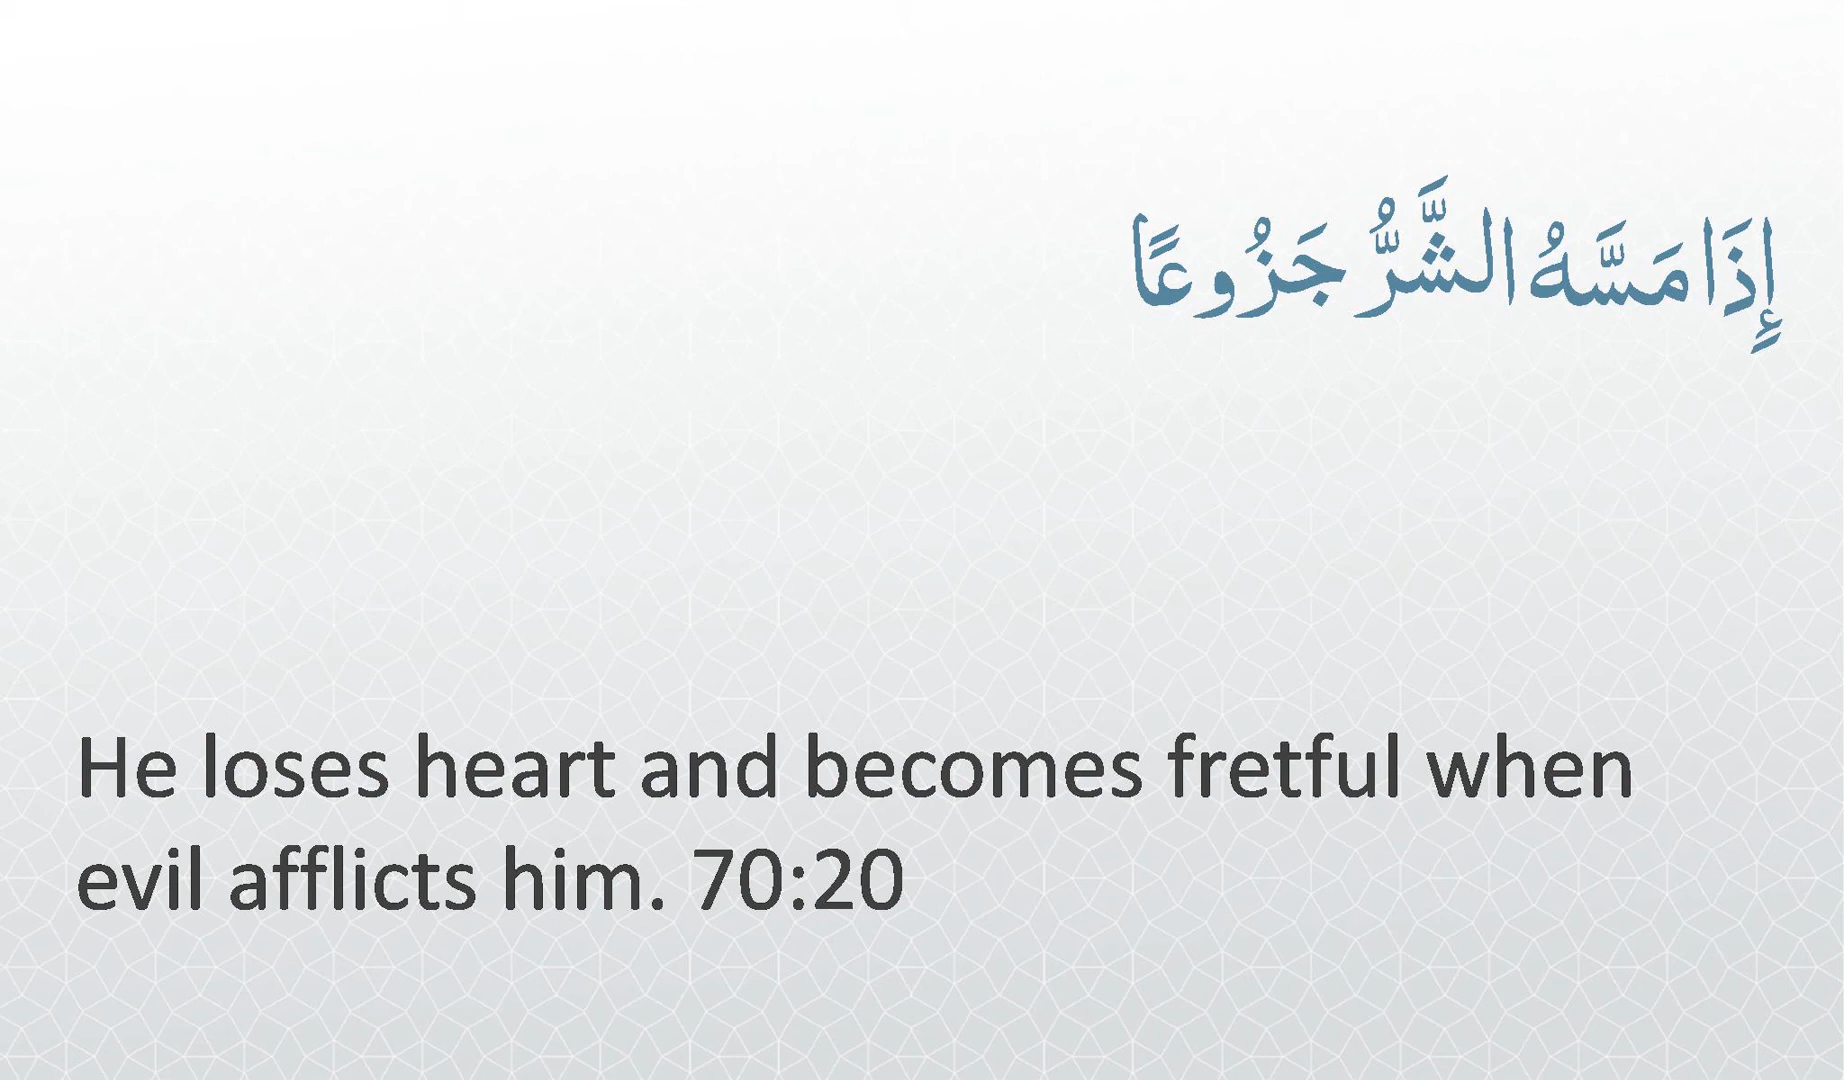 إِذَا مَسَّهُ الشَّرُّ جَزُوعًا
He loses heart and becomes fretful when
evil afflicts him. 70:20